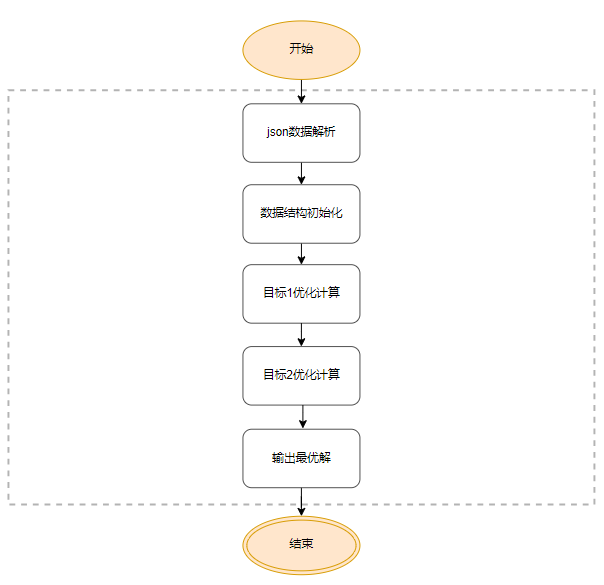 开始
json数据解析
数据结构初始化
目标1优化计算
目标2优化计算
输出最优解
结束